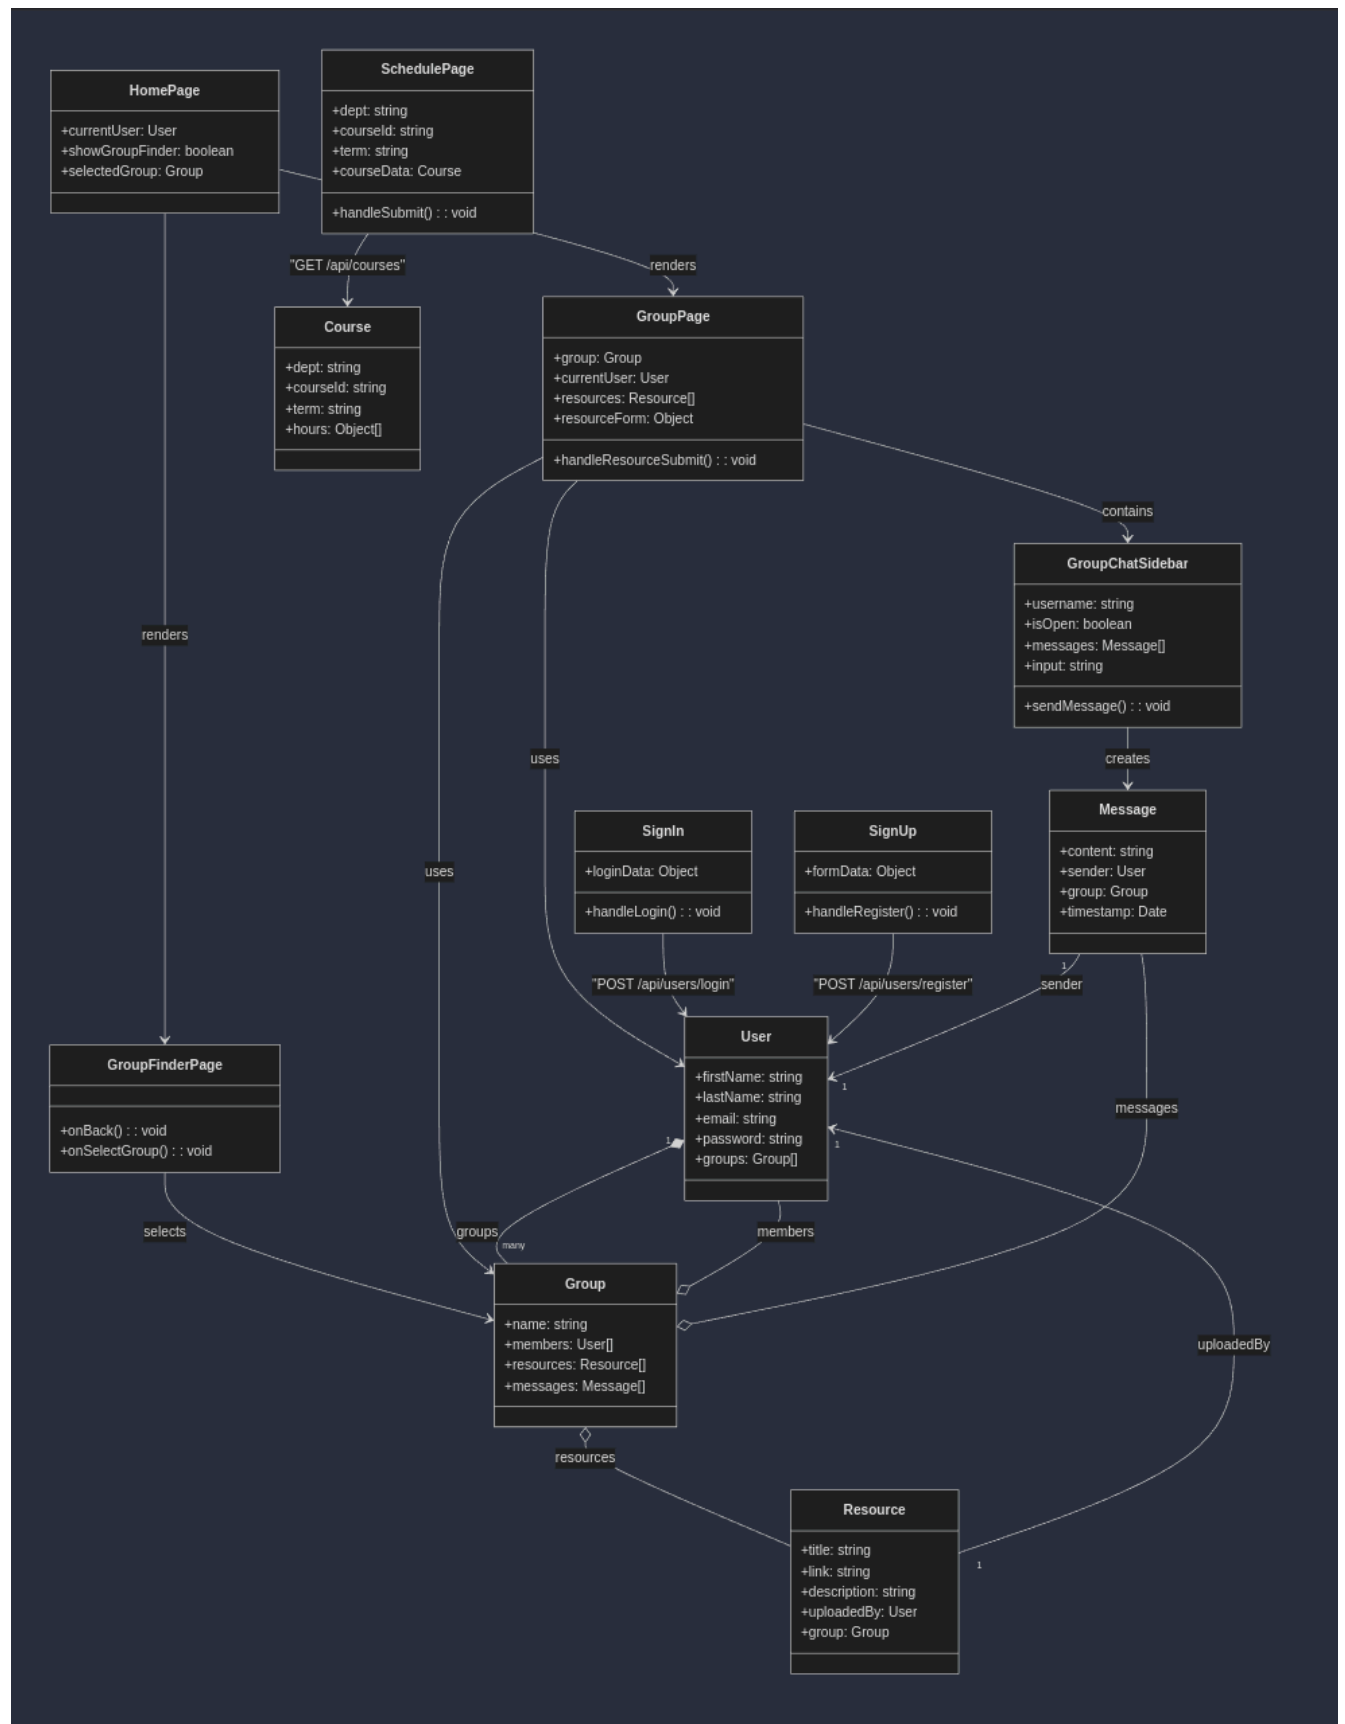 HomePage
+currentUser: User
+showGroupFinder: boolean
+selectedGroup: Group
SchedulePage
+dept: string
+courseId: string
+term: string
+courseData: Course
+handleSubmit() : : void
"GET /api/courses"
renders
Course
+dept: string
+courseId: string
+term: string
+hours: Object[]
GroupPage
+group: Group
+currentUser: User
+resources: Resource[]
+resourceForm: Object
+handleResourceSubmit() : : void
contains
GroupChatSidebar
+username: string
+isOpen: boolean
+messages: Message[]
+input: string
+sendMessage() : : void
renders
uses
creates
uses
SignIn
+loginData: Object
+handleLogin() : : void
SignUp
+formData: Object
+handleRegister() : : void
Message
+content: string
+sender: User
+group: Group
+timestamp: Date
"POST /api/users/login"
"POST /api/users/register"
1
sender
User
+firstName: string
+lastName: string
+email: string
+password: string
+groups: Group[]
1
1
1
messages
GroupFinderPage
+onBack() : : void
+onSelectGroup() : : void
selects
groups
many
members
Group
+name: string
+members: User[]
+resources: Resource[]
+messages: Message[]
uploadedBy
resources
Resource
+title: string
+link: string
+description: string
+uploadedBy: User
+group: Group
1